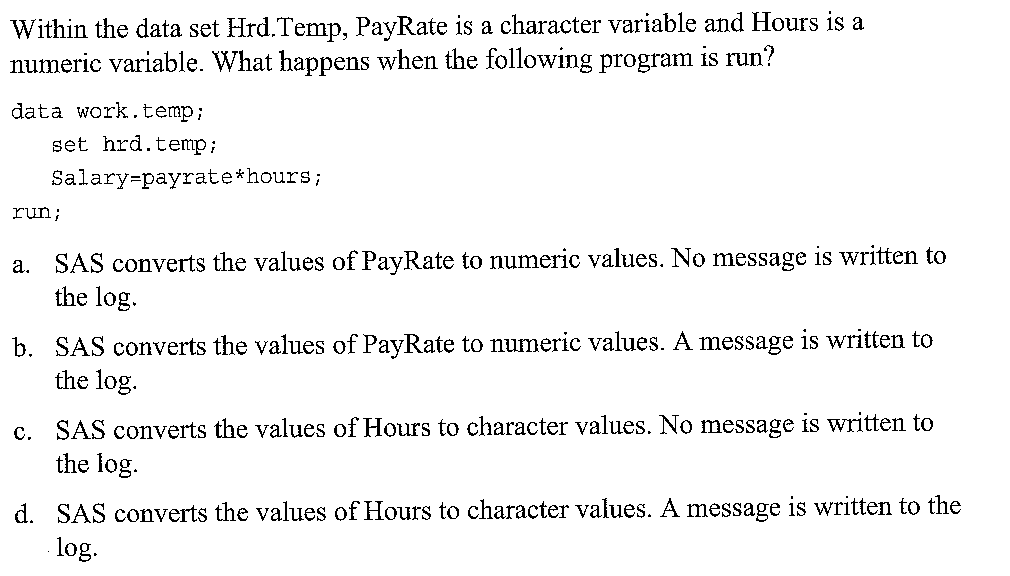 Within the data set Hrd.Temp, PayRate is a character variable and Hours is a
numeric variable. What happens when the following program is run?
data work.temp;
set hrd.temp;
Salary=payrate*hours;
run;
a. SAS converts the values of PayRate to numeric values. No message is written to
the log.
b. SAS converts the values of PayRate to numeric values. A message is written to
the log.
c. SAS converts the values of Hours to character values. No message is written to
the log.
d. SAS converts the values of Hours to character values. A message is written to the
log.